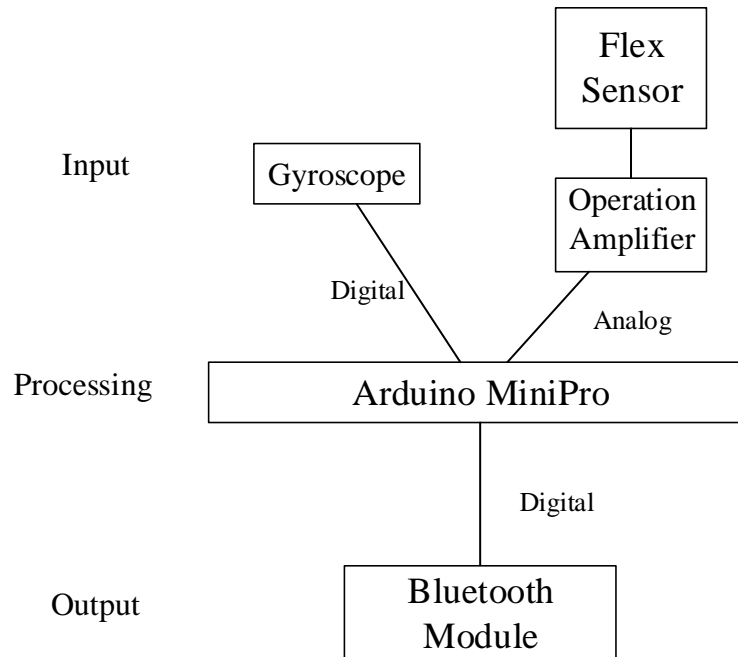 Flex
Sensor
Input
Gyroscope
Operation
Amplifier
Digital
Analog
Processing
Arduino MiniPro
Digital
Output
Bluetooth
Module